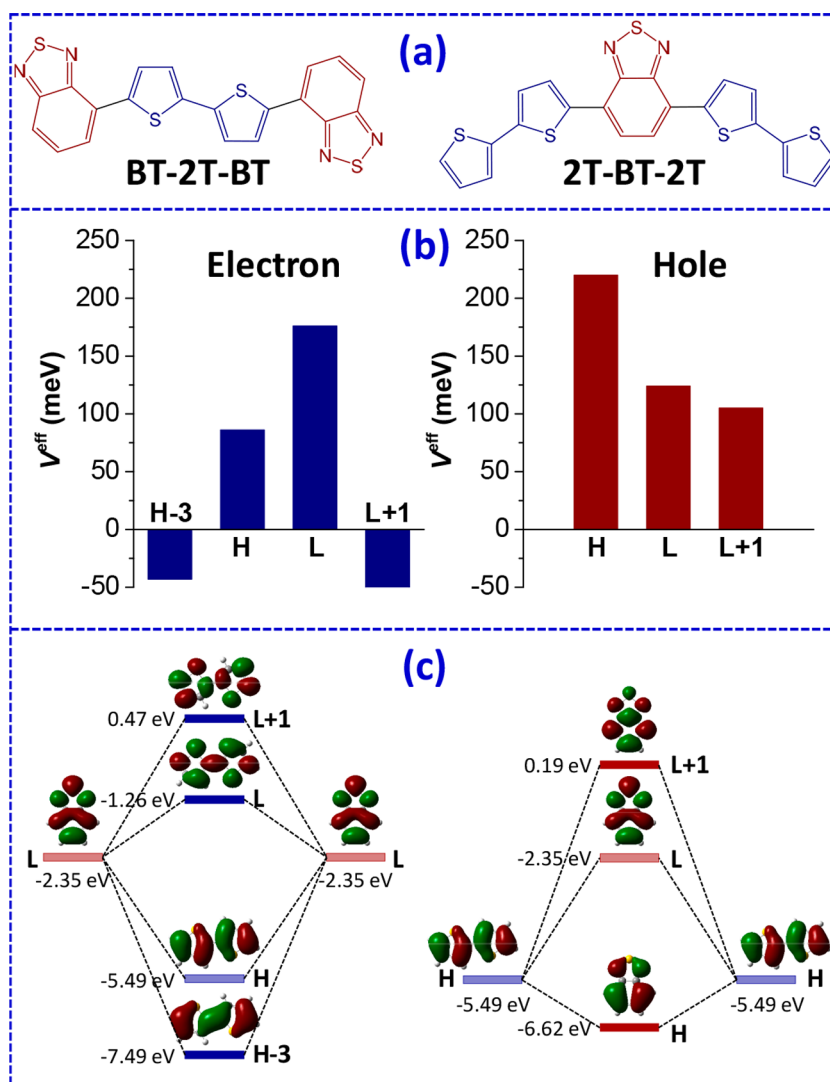 (a)
S
N N
S S
N N
S
BT-2T-BT
S
N N
S S
S S
2T-BT-2T
(b)
Electron
V^eff (meV)
250
200
150
100
50
0
-50
H-3
H
L
L+1
Hole
V^eff (meV)
250
200
150
100
50
0
-50
H
L
L+1
(c)
0.47 eV L+1
-1.26 eV L
L -2.35 eV
-2.35 eV L
-5.49 eV H
-7.49 eV H-3
0.19 eV L+1
-2.35 eV L
H -5.49 eV
-5.49 eV H
-6.62 eV H